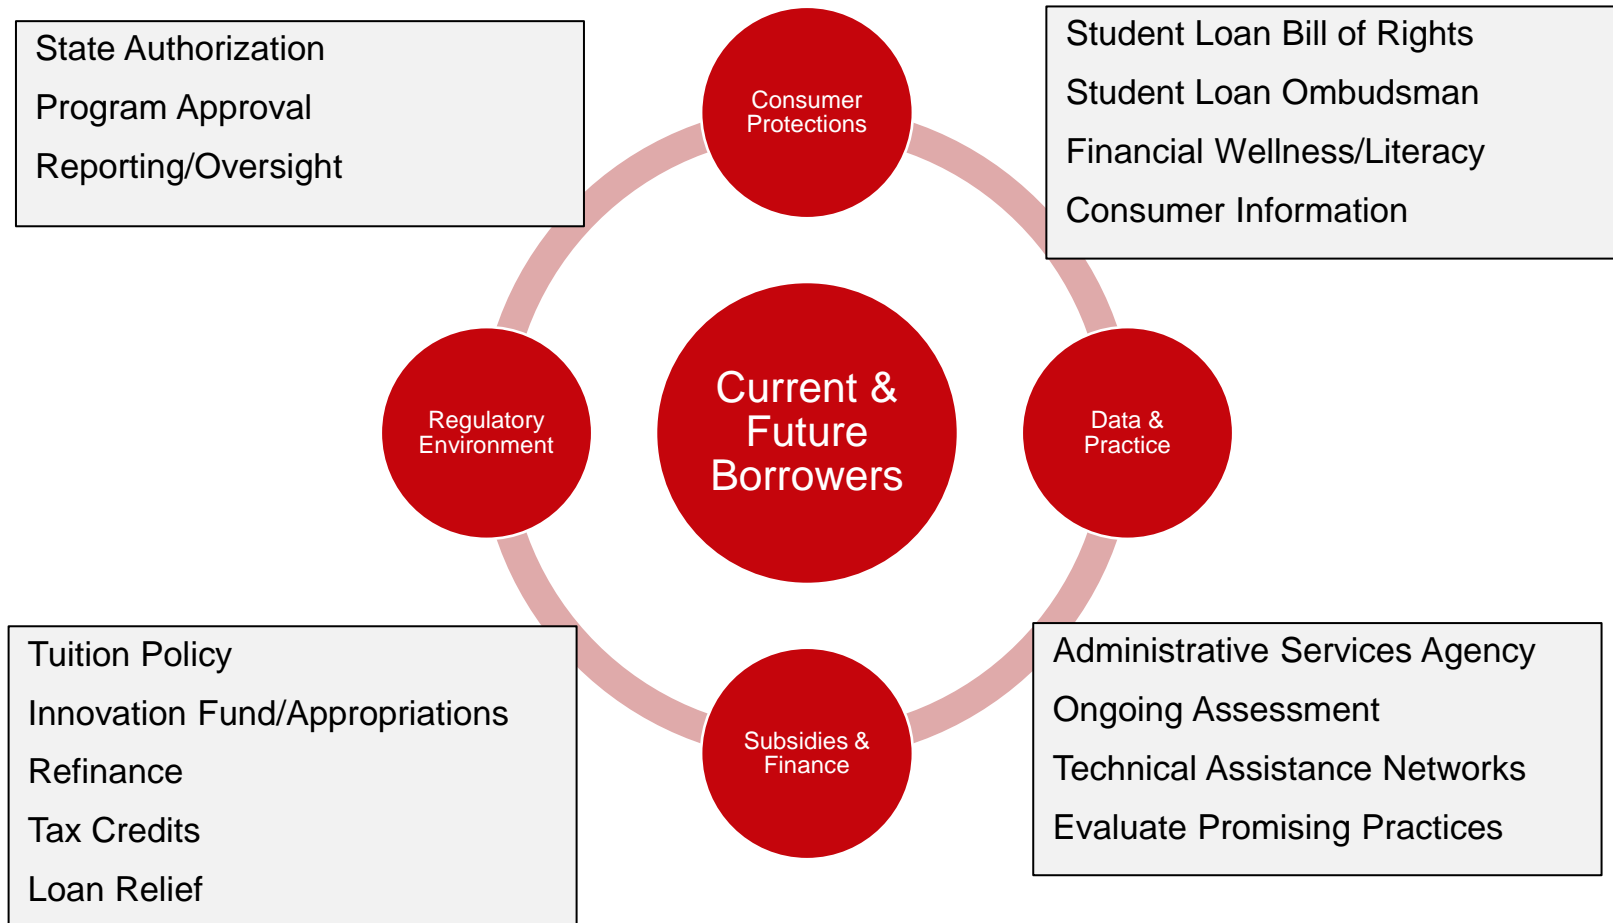 State Authorization
Program Approval
Reporting/Oversight
Consumer
Protections
Student Loan Bill of Rights
Student Loan Ombudsman
Financial Wellness/Literacy
Consumer Information
Regulatory
Environment
Current &
Future
Borrowers
Data &
Practice
Tuition Policy
Innovation Fund/Appropriations
Refinance
Tax Credits
Loan Relief
Subsidies &
Finance
Administrative Services Agency
Ongoing Assessment
Technical Assistance Networks
Evaluate Promising Practices